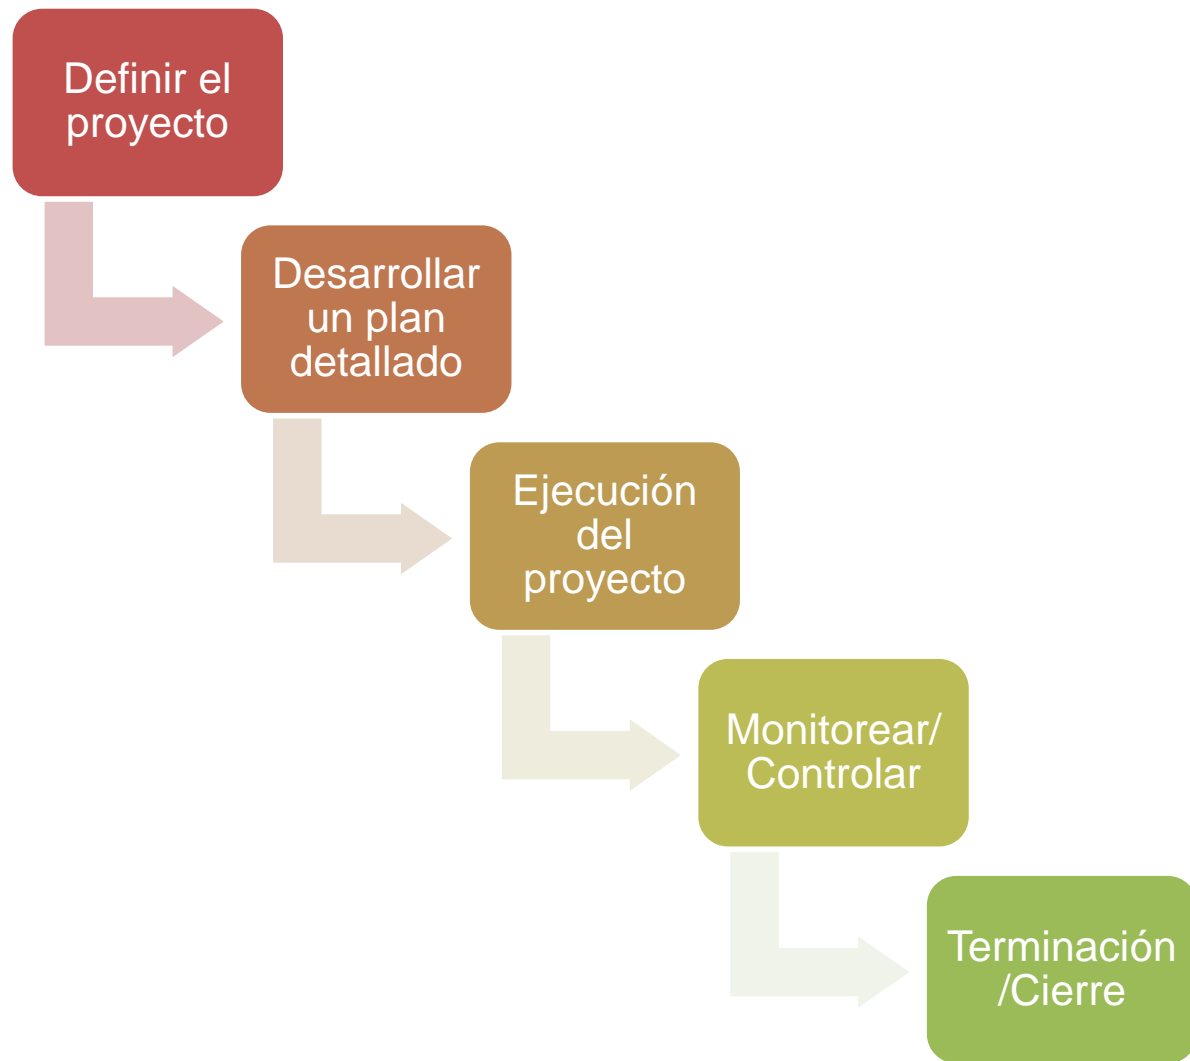 Definir el
proyecto
Desarrollar
un plan
detallado
Ejecución
del
proyecto
Monitorear/
Controlar
Terminación
/Cierre